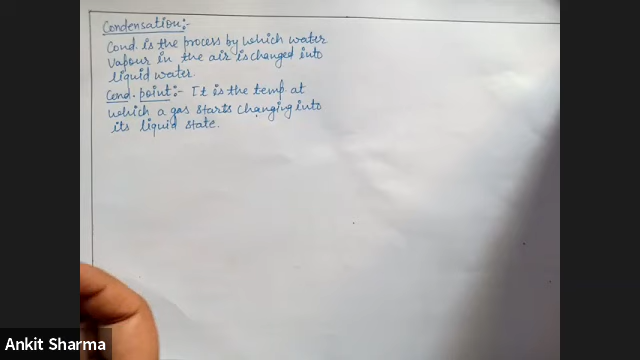 Condensation:-
Cond. is the process by which water
vapour in the air is changed into
liquid water.
Cond. point:- It is the temp at
which a gas starts changing into
its liquid state.
Ankit Sharma